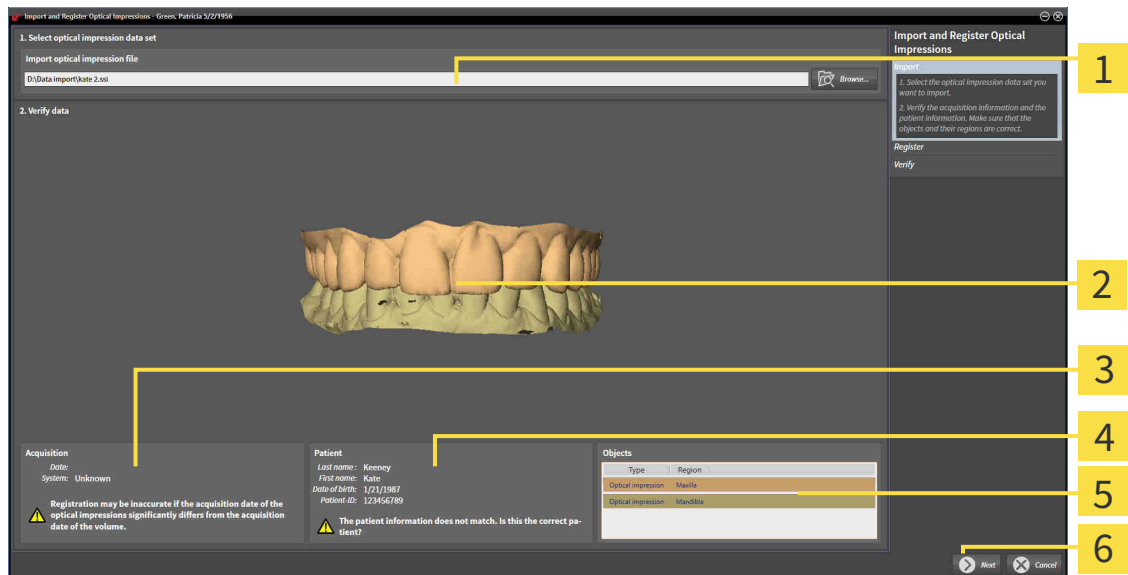 Import and Register Optical Impressions - Green, Patricia 5/2/1956
1. Select optical impression data set
Import optical impression file
D:\Data import\kate 2.ssi
Browse...
2. Verify data
Import and Register Optical
Impressions
Import
1. Select the optical impression data set you
want to import.
2. Verify the acquisition information and the
patient information. Make sure that the
objects and their regions are correct.
Register
Verify
1
2
3
4
5
6
Acquisition
Date:
System: Unknown
Registration may be inaccurate if the acquisition date of the
optical impressions significantly differs from the acquisition
date of the volume.
Patient
Last name: Keeney
First name: Kate
Date of birth: 1/21/1987
Patient-ID: 123456789
The patient information does not match. Is this the correct pa-
tient?
Objects
Type Region
Optical impression Maxilla
Optical impression Mandible
Next
Cancel